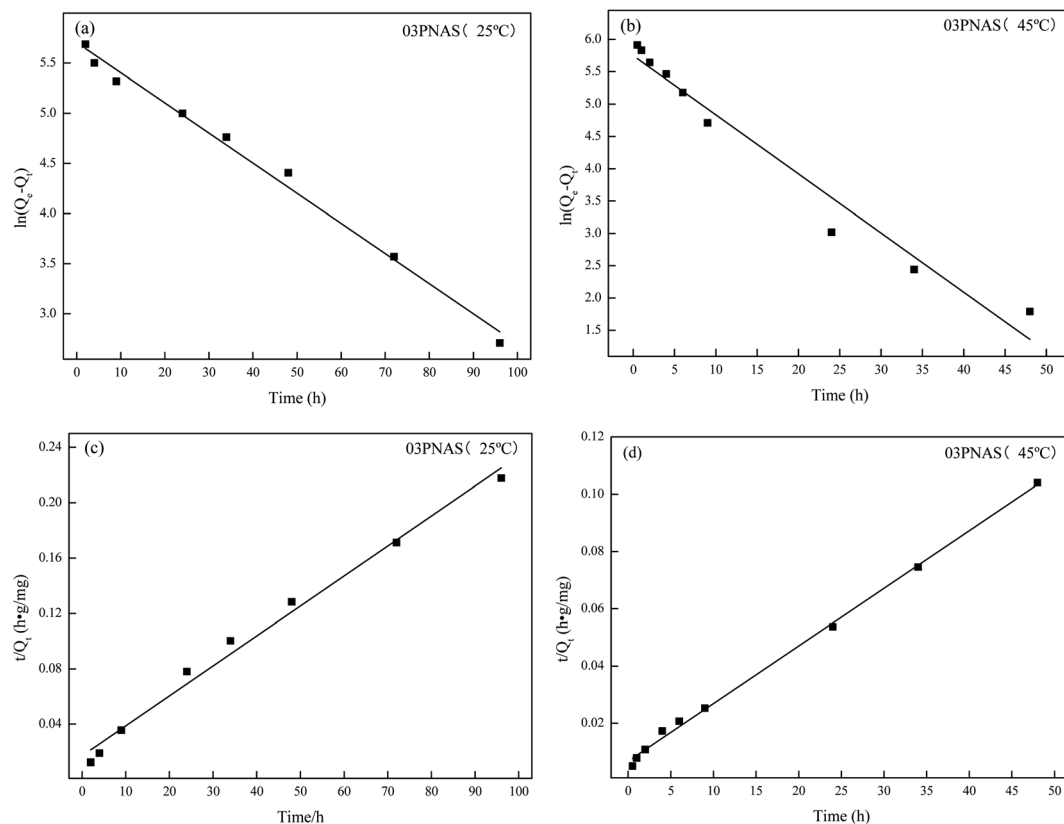 (a)
03PNAS( 25ºC)
5.5
5.0
4.5
4.0
3.5
3.0
ln(Qe-Qt)
0 10 20 30 40 50 60 70 80 90 100
Time (h)
(b)
03PNAS( 45ºC)
6.0
5.5
5.0
4.5
4.0
3.5
3.0
2.5
2.0
1.5
ln(Qe-Qt)
0 5 10 15 20 25 30 35 40 45 50
Time (h)
(c)
03PNAS( 25ºC)
0.24
0.20
0.16
0.12
0.08
0.04
t/Qt (h•g/mg)
0 10 20 30 40 50 60 70 80 90 100
Time/h
(d)
03PNAS( 45ºC)
0.12
0.10
0.08
0.06
0.04
0.02
t/Qt (h•g/mg)
0 5 10 15 20 25 30 35 40 45 50
Time (h)